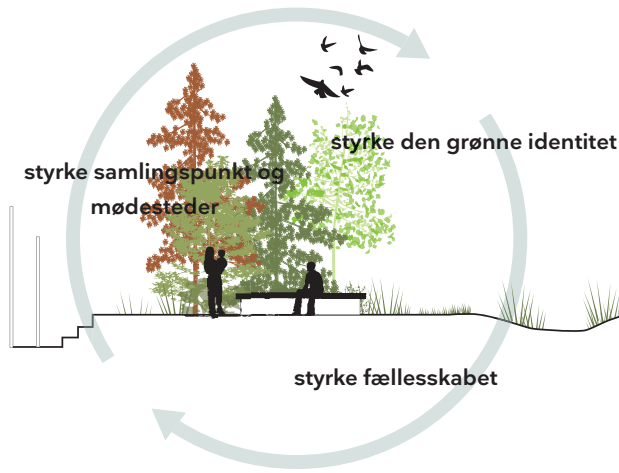 styrke den grønne identitet
styrke samlingspunkt og
mødesteder
styrke fællesskabet